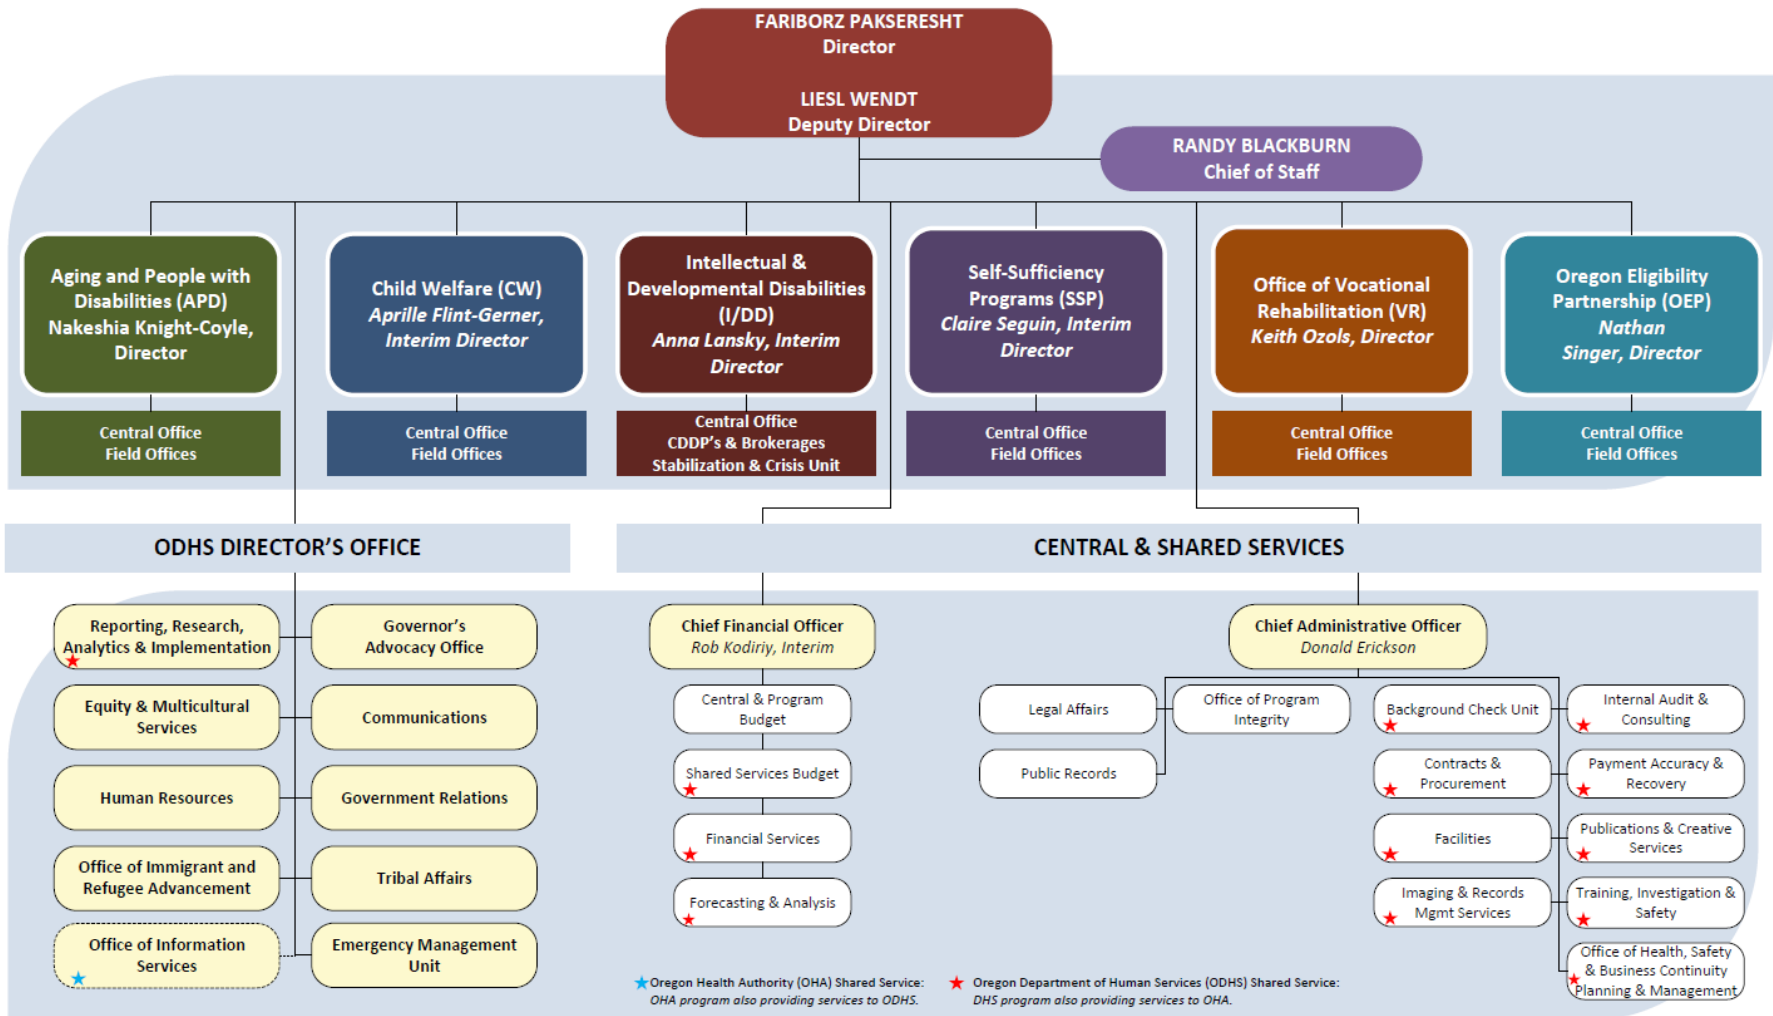 FARIBORZ PAKSERESHT
Director
LIESL WENDT
Deputy Director
RANDY BLACKBURN
Chief of Staff
Aging and People with
Disabilities (APD)
Nakeshia Knight-Coyle,
Director
Child Welfare (CW)
Aprille Flint-Gerner,
Interim Director
Intellectual &
Developmental Disabilities
(I/DD)
Anna Lansky, Interim
Director
Self-Sufficiency
Programs (SSP)
Claire Seguin, Interim
Director
Office of Vocational
Rehabilitation (VR)
Keith Ozols, Director
Oregon Eligibility
Partnership (OEP)
Nathan
Singer, Director
Central Office
Field Offices
Central Office
Field Offices
Central Office
CDDP's & Brokerages
Stabilization & Crisis Unit
Central Office
Field Offices
Central Office
Field Offices
Central Office
Field Offices
ODHS DIRECTOR'S OFFICE
Reporting, Research,
Analytics & Implementation
Governor's
Advocacy Office
Equity & Multicultural
Services
Communications
Human Resources
Government Relations
Office of Immigrant and
Refugee Advancement
Tribal Affairs
Office of Information
Services
Emergency Management
Unit
CENTRAL & SHARED SERVICES
Chief Financial Officer
Rob Kodiriy, Interim
Central & Program
Budget
Shared Services Budget
Financial Services
Forecasting & Analysis
Chief Administrative Officer
Donald Erickson
Legal Affairs
Office of Program
Integrity
Public Records
Background Check Unit
Internal Audit &
Consulting
Contracts &
Procurement
Payment Accuracy &
Recovery
Facilities
Publications & Creative
Services
Imaging & Records
Mgmt Services
Training, Investigation &
Safety
Office of Health, Safety
& Business Continuity
Planning & Management
Oregon Health Authority (OHA) Shared Service:
OHA program also providing services to ODHS.
Oregon Department of Human Services (ODHS) Shared Service:
DHS program also providing services to OHA.